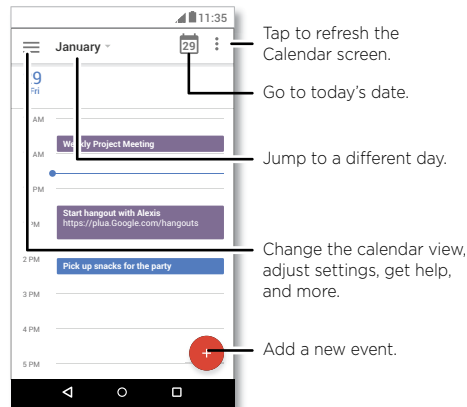 11:35
January
29
Tap to refresh the
Calendar screen.
Go to today's date.
Jump to a different day.
Change the calendar view,
adjust settings, get help,
and more.
Add a new event.
9
Fri
AM
Weekly Project Meeting
AM
PM
Start hangout with Alexis
https://plua.Google.com/hangouts
PM
2 PM
Pick up snacks for the party
3 PM
4 PM
+
5 PM